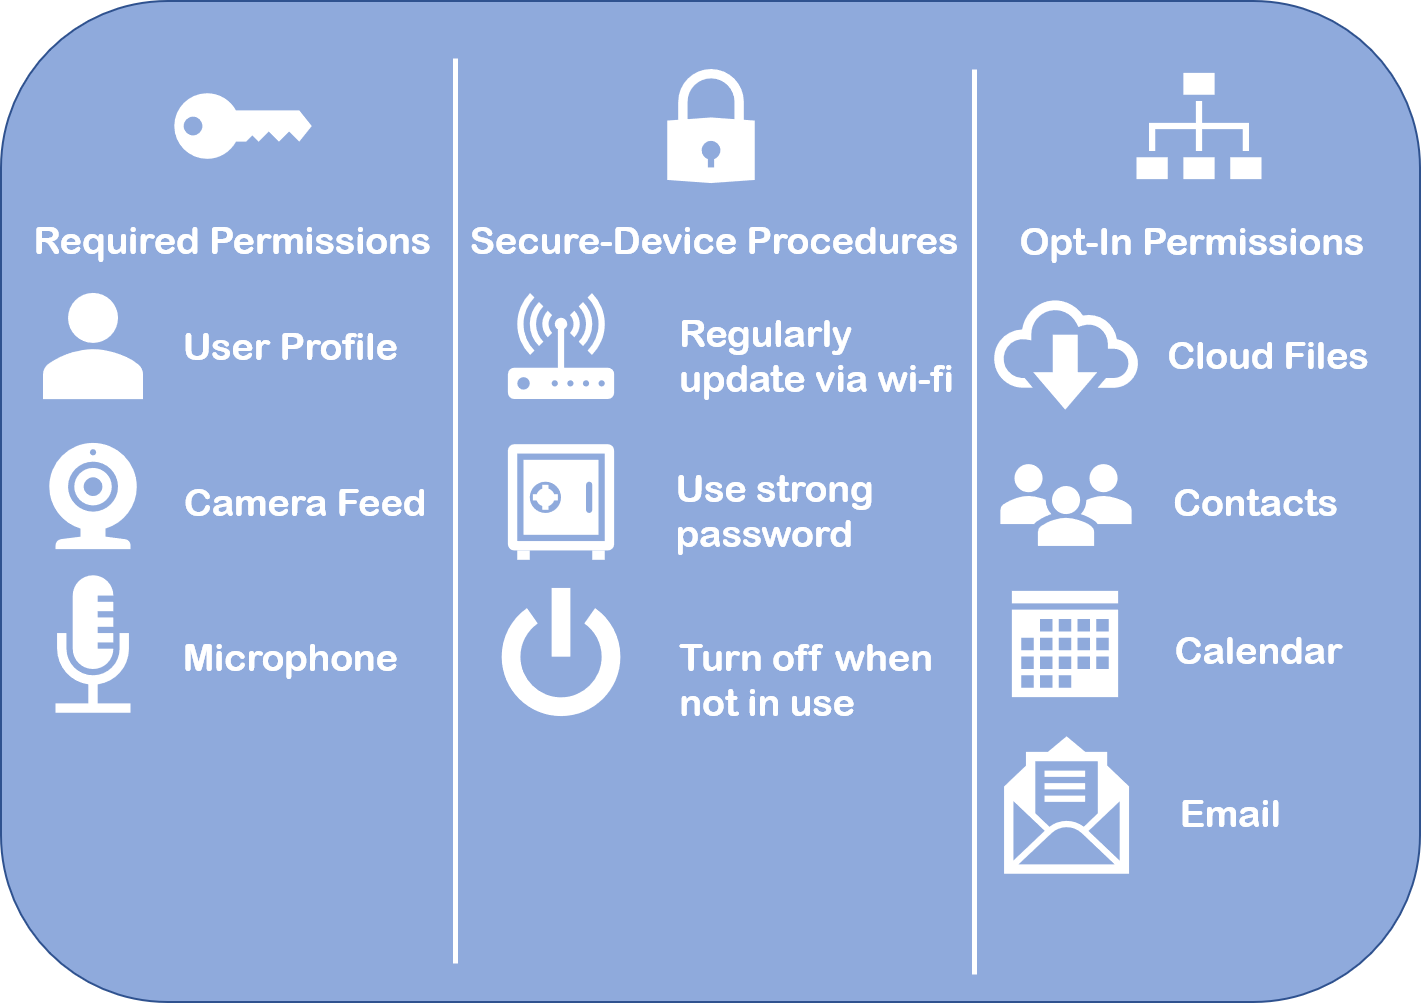 Required Permissions
User Profile
Camera Feed
Microphone
Secure-Device Procedures
Regularly
update via wi-fi
Use strong
password
Turn off when
not in use
Opt-In Permissions
Cloud Files
Contacts
Calendar
Email